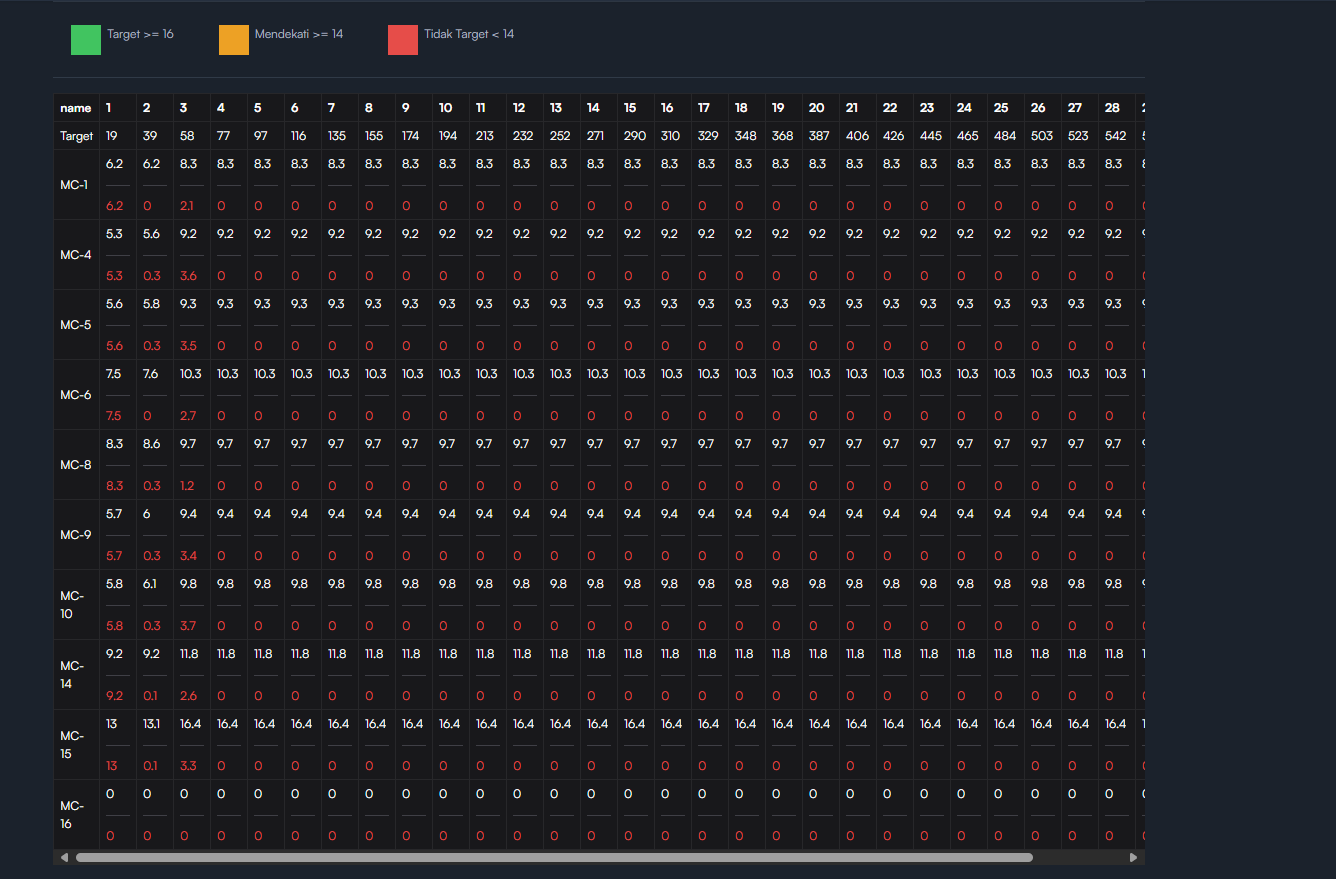 Target >= 16 Mendekati >= 14 Tidak Target < 14
name 1 2 3 4 5 6 7 8 9 10 11 12 13 14 15 16 17 18 19 20 21 22 23 24 25 26 27 28
Target 19 39 58 77 97 116 135 155 174 194 213 232 252 271 290 310 329 348 368 387 406 426 445 465 484 503 523 542
6.2 6.2 8.3 8.3 8.3 8.3 8.3 8.3 8.3 8.3 8.3 8.3 8.3 8.3 8.3 8.3 8.3 8.3 8.3 8.3 8.3 8.3 8.3 8.3 8.3 8.3 8.3 8.3
MC-1
6.2 0 2.1 0 0 0 0 0 0 0 0 0 0 0 0 0 0 0 0 0 0 0 0 0 0 0 0 0
5.3 5.6 9.2 9.2 9.2 9.2 9.2 9.2 9.2 9.2 9.2 9.2 9.2 9.2 9.2 9.2 9.2 9.2 9.2 9.2 9.2 9.2 9.2 9.2 9.2 9.2 9.2 9.2
MC-4
5.3 0.3 3.6 0 0 0 0 0 0 0 0 0 0 0 0 0 0 0 0 0 0 0 0 0 0 0 0 0
5.6 5.8 9.3 9.3 9.3 9.3 9.3 9.3 9.3 9.3 9.3 9.3 9.3 9.3 9.3 9.3 9.3 9.3 9.3 9.3 9.3 9.3 9.3 9.3 9.3 9.3 9.3 9.3
MC-5
5.6 0.3 3.5 0 0 0 0 0 0 0 0 0 0 0 0 0 0 0 0 0 0 0 0 0 0 0 0 0
7.5 7.6 10.3 10.3 10.3 10.3 10.3 10.3 10.3 10.3 10.3 10.3 10.3 10.3 10.3 10.3 10.3 10.3 10.3 10.3 10.3 10.3 10.3 10.3 10.3 10.3 10.3 10.3
MC-6
7.5 0 2.7 0 0 0 0 0 0 0 0 0 0 0 0 0 0 0 0 0 0 0 0 0 0 0 0 0
8.3 8.6 9.7 9.7 9.7 9.7 9.7 9.7 9.7 9.7 9.7 9.7 9.7 9.7 9.7 9.7 9.7 9.7 9.7 9.7 9.7 9.7 9.7 9.7 9.7 9.7 9.7 9.7
MC-8
8.3 0.3 1.2 0 0 0 0 0 0 0 0 0 0 0 0 0 0 0 0 0 0 0 0 0 0 0 0 0
5.7 6 9.4 9.4 9.4 9.4 9.4 9.4 9.4 9.4 9.4 9.4 9.4 9.4 9.4 9.4 9.4 9.4 9.4 9.4 9.4 9.4 9.4 9.4 9.4 9.4 9.4 9.4
MC-9
5.7 0.3 3.4 0 0 0 0 0 0 0 0 0 0 0 0 0 0 0 0 0 0 0 0 0 0 0 0 0
5.8 6.1 9.8 9.8 9.8 9.8 9.8 9.8 9.8 9.8 9.8 9.8 9.8 9.8 9.8 9.8 9.8 9.8 9.8 9.8 9.8 9.8 9.8 9.8 9.8 9.8 9.8 9.8
MC-
10
5.8 0.3 3.7 0 0 0 0 0 0 0 0 0 0 0 0 0 0 0 0 0 0 0 0 0 0 0 0 0
9.2 9.2 11.8 11.8 11.8 11.8 11.8 11.8 11.8 11.8 11.8 11.8 11.8 11.8 11.8 11.8 11.8 11.8 11.8 11.8 11.8 11.8 11.8 11.8 11.8 11.8 11.8 11.8
MC-
14
9.2 0.1 2.6 0 0 0 0 0 0 0 0 0 0 0 0 0 0 0 0 0 0 0 0 0 0 0 0 0
13 13.1 16.4 16.4 16.4 16.4 16.4 16.4 16.4 16.4 16.4 16.4 16.4 16.4 16.4 16.4 16.4 16.4 16.4 16.4 16.4 16.4 16.4 16.4 16.4 16.4 16.4 16.4
MC-
15
13 0.1 3.3 0 0 0 0 0 0 0 0 0 0 0 0 0 0 0 0 0 0 0 0 0 0 0 0 0
0 0 0 0 0 0 0 0 0 0 0 0 0 0 0 0 0 0 0 0 0 0 0 0 0 0 0 0
MC-
16
0 0 0 0 0 0 0 0 0 0 0 0 0 0 0 0 0 0 0 0 0 0 0 0 0 0 0 0